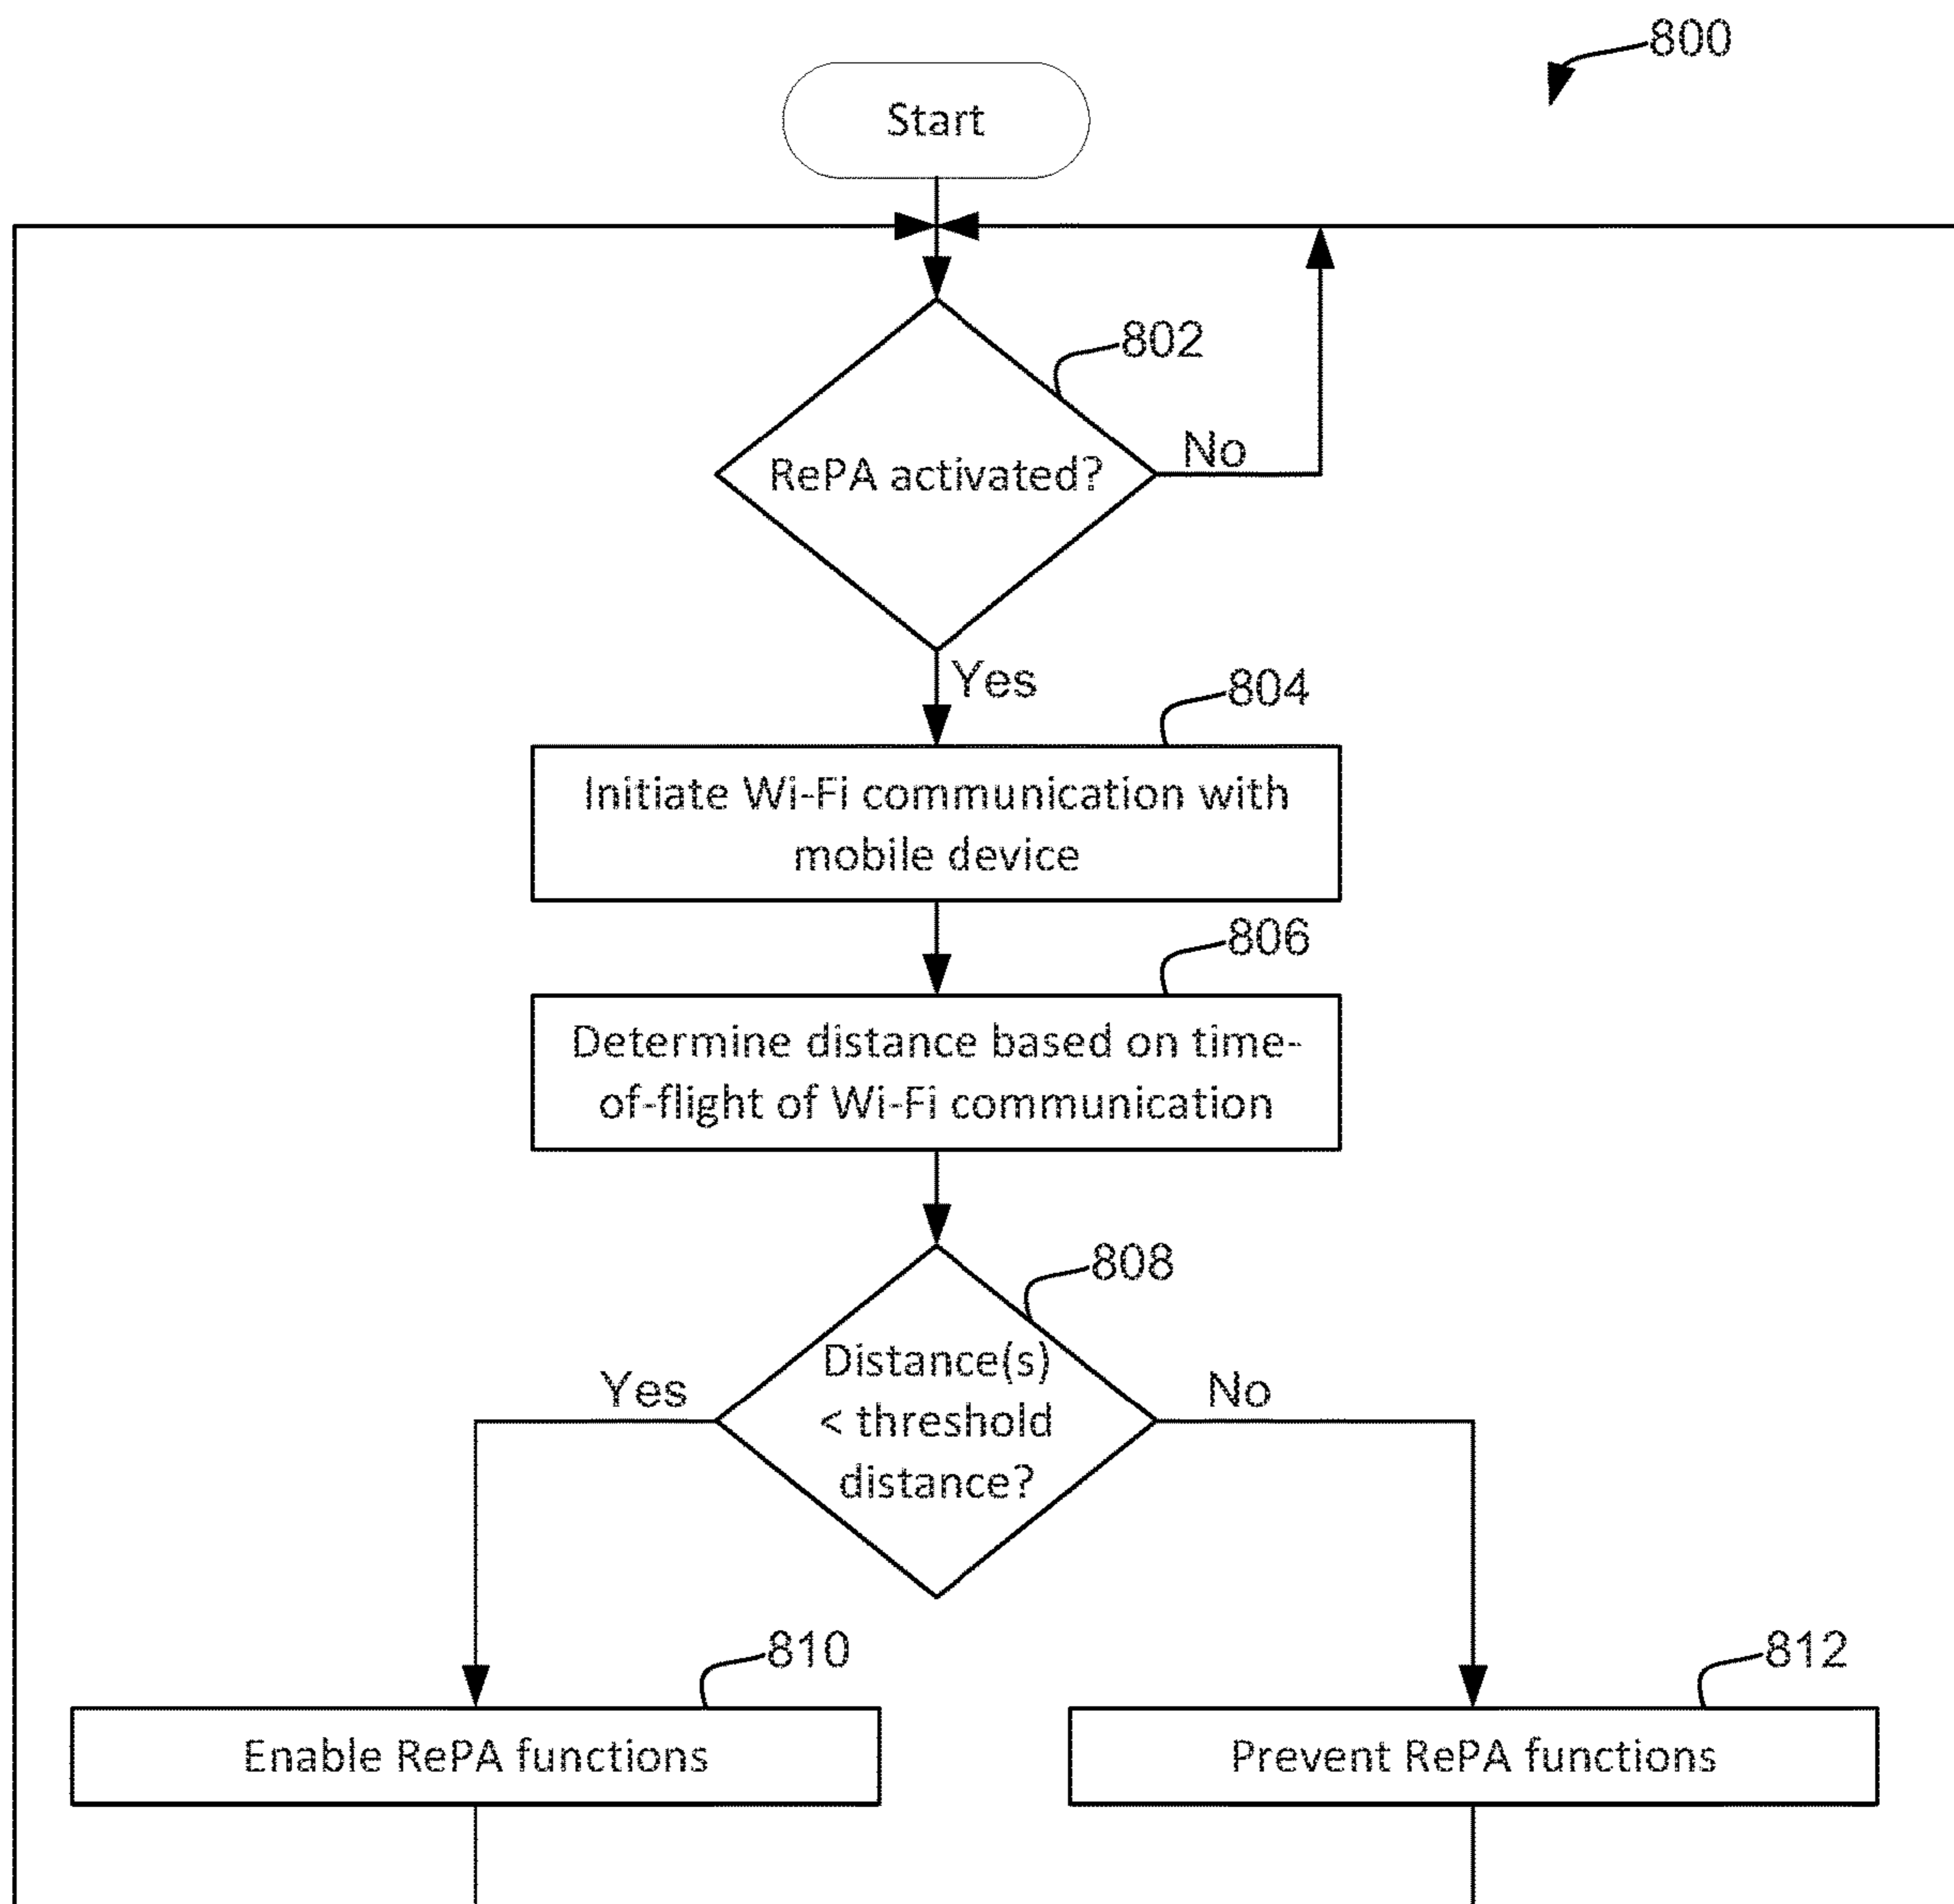 800
Start
802
RePA activated?
No
Yes
804
Initiate Wi-Fi communication with
mobile device
806
Determine distance based on time-
of-flight of Wi-Fi communication
808
Distance(s)
< threshold
distance?
Yes
No
810
Enable RePA functions
812
Prevent RePA functions